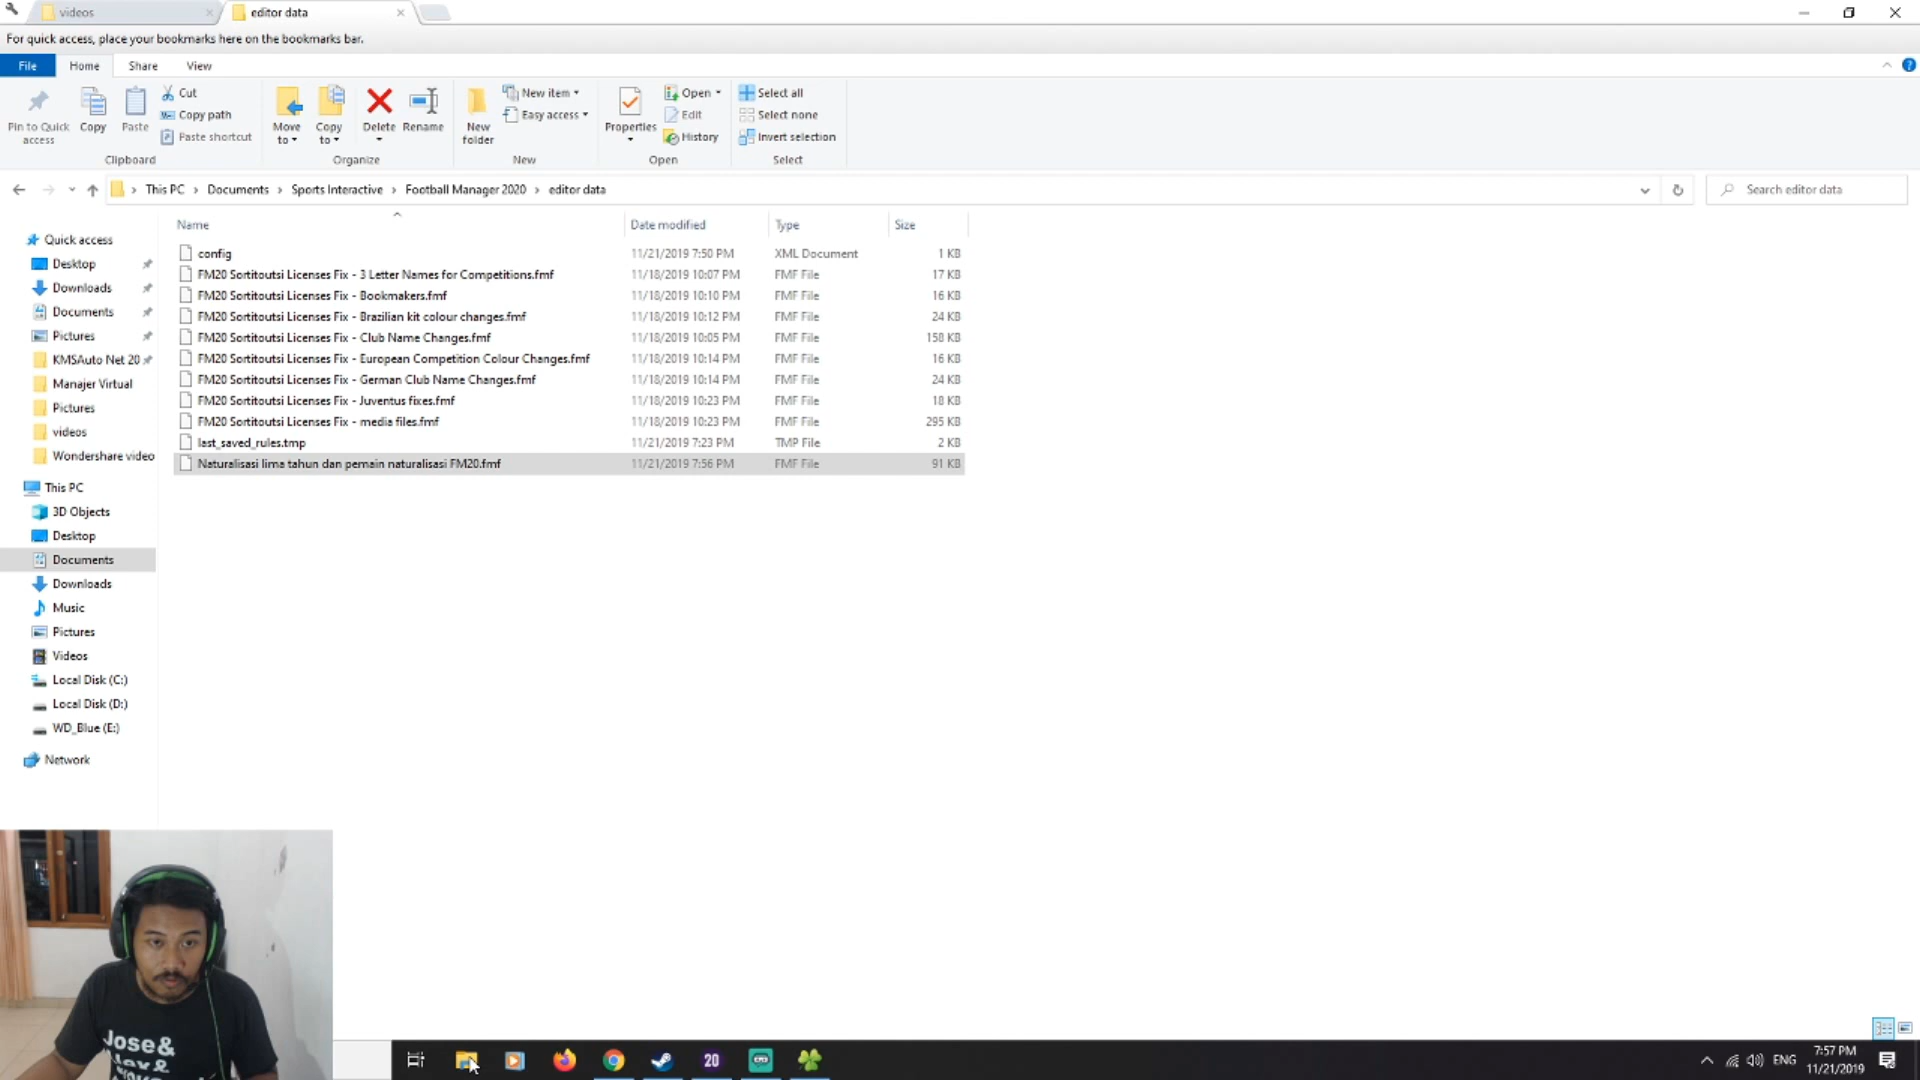 videos
editor data
For quick access, place your bookmarks here on the bookmarks bar.
File Home Share View
Pin to Quick access
Copy
Paste
Cut
Copy path
Paste shortcut
Clipboard
Move to
Copy to
Delete
Rename
Organize
New folder
New item
Easy access
New
Properties
Open
Edit
History
Open
Select all
Select none
Invert selection
Select
This PC > Documents > Sports Interactive > Football Manager 2020 > editor data
Search editor data
Name Date modified Type Size
config 11/21/2019 7:50 PM XML Document 1 KB
FM20 Sortitoutsi Licenses Fix - 3 Letter Names for Competitions.fmf 11/18/2019 10:07 PM FMF File 17 KB
FM20 Sortitoutsi Licenses Fix - Bookmakers.fmf 11/18/2019 10:10 PM FMF File 16 KB
FM20 Sortitoutsi Licenses Fix - Brazilian kit colour changes.fmf 11/18/2019 10:12 PM FMF File 24 KB
FM20 Sortitoutsi Licenses Fix - Club Name Changes.fmf 11/18/2019 10:05 PM FMF File 158 KB
FM20 Sortitoutsi Licenses Fix - European Competition Colour Changes.fmf 11/18/2019 10:14 PM FMF File 16 KB
FM20 Sortitoutsi Licenses Fix - German Club Name Changes.fmf 11/18/2019 10:14 PM FMF File 24 KB
FM20 Sortitoutsi Licenses Fix - Juventus fixes.fmf 11/18/2019 10:23 PM FMF File 18 KB
FM20 Sortitoutsi Licenses Fix - media files.fmf 11/18/2019 10:23 PM FMF File 295 KB
last_saved_rules.tmp 11/21/2019 7:23 PM TMP File 2 KB
Naturalisasi lima tahun dan pemain naturalisasi FM20.fmf 11/21/2019 7:56 PM FMF File 91 KB
Quick access
Desktop
Downloads
Documents
Pictures
KMSAuto Net 20
Manajer Virtual
Pictures
videos
Wondershare video
This PC
3D Objects
Desktop
Documents
Downloads
Music
Pictures
Videos
Local Disk (C:)
Local Disk (D:)
WD_Blue (E:)
Network
Jose&
20
ENG
7:57 PM
11/21/2019